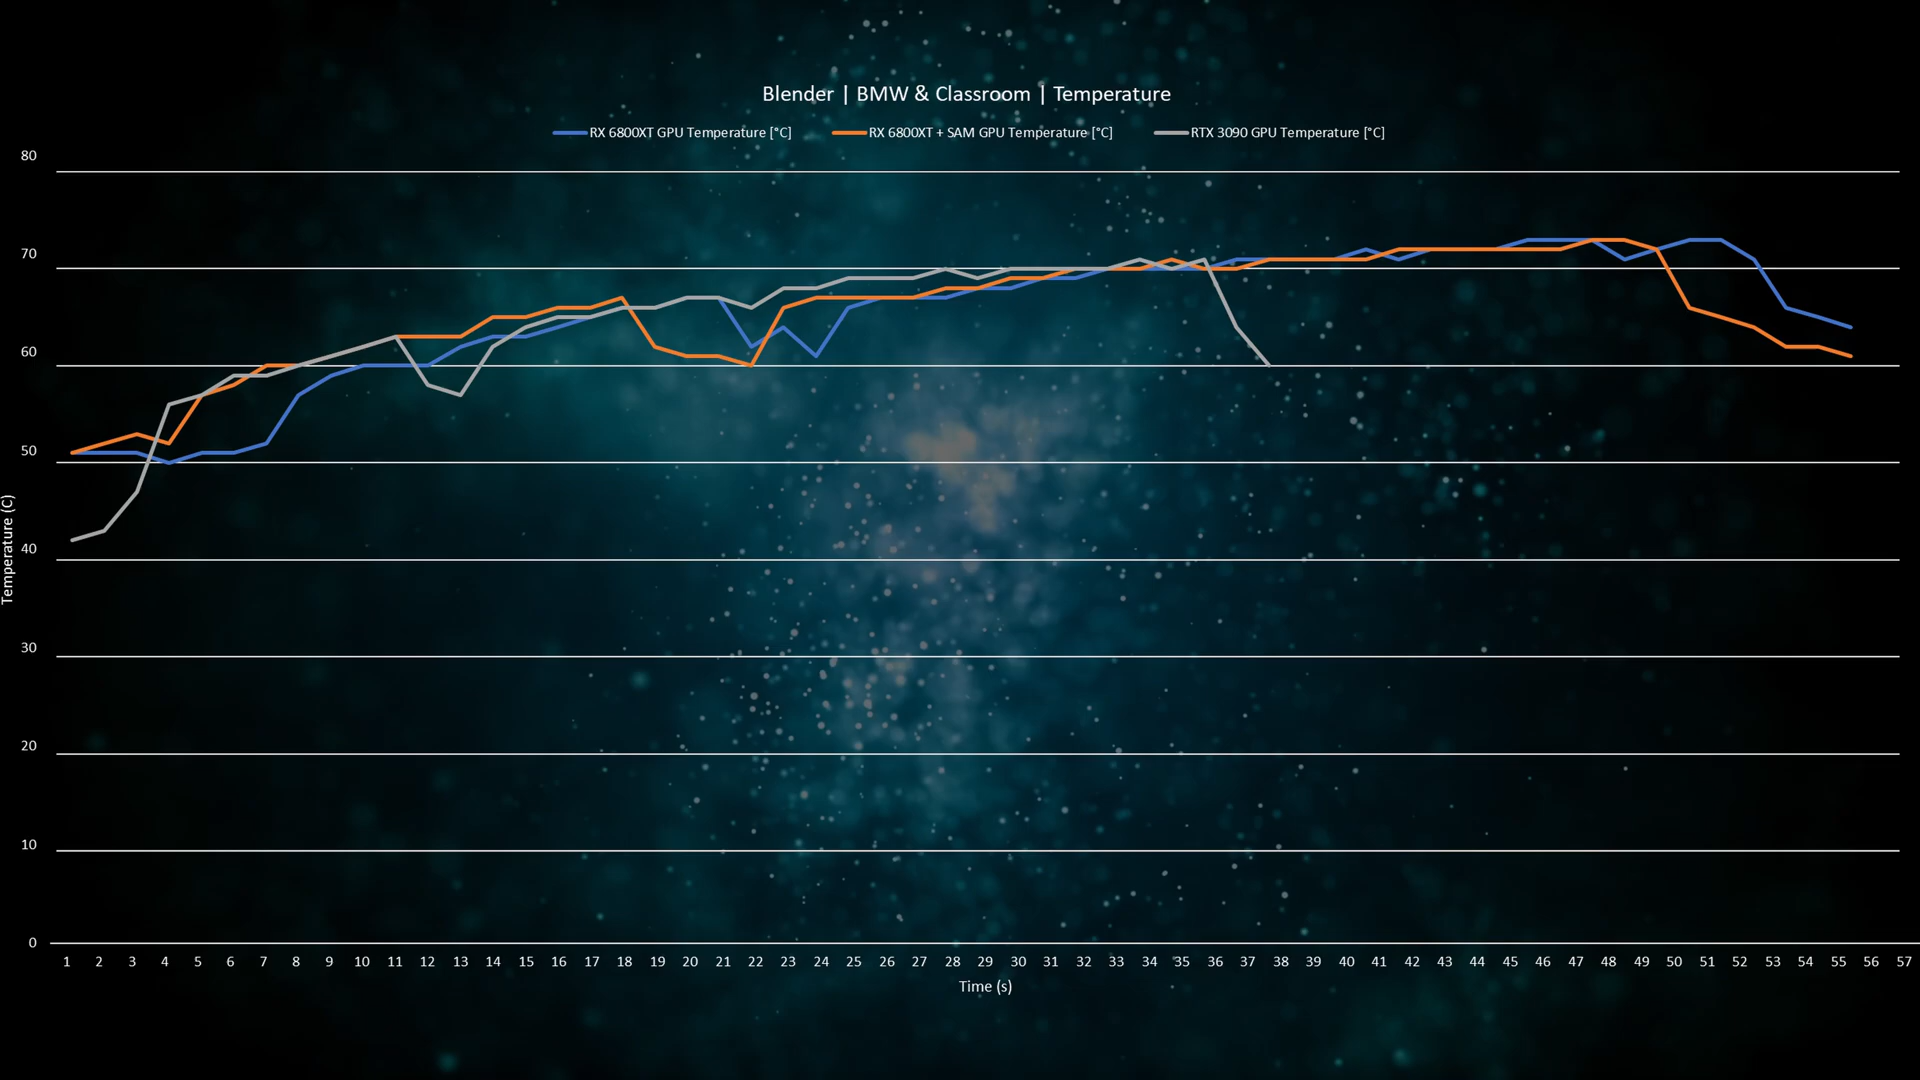 Blender | BMW & Classroom | Temperature
RX 6800XT GPU Temperature [°C] RX 6800XT + SAM GPU Temperature [°C] RTX 3090 GPU Temperature [°C]
80
70
60
50
40
30
20
10
0
Temperature (C)
1 2 3 4 5 6 7 8 9 10 11 12 13 14 15 16 17 18 19 20 21 22 23 24 25 26 27 28 29 30 31 32 33 34 35 36 37 38 39 40 41 42 43 44 45 46 47 48 49 50 51 52 53 54 55 56 57
Time (s)